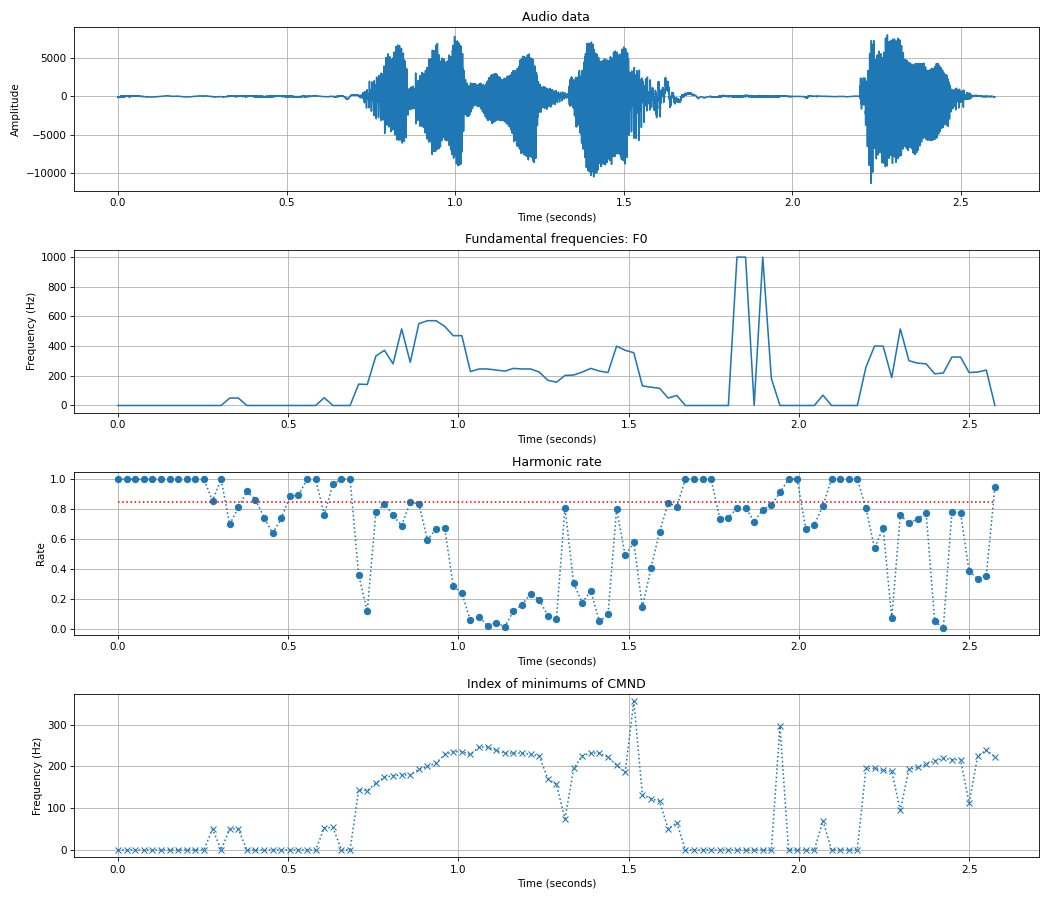 Audio data
5000
0
−5000
−10000
Amplitude
0.0 0.5 1.0 1.5 2.0 2.5
Time (seconds)
Fundamental frequencies: F0
1000
800
600
400
200
0
Frequency (Hz)
0.0 0.5 1.0 1.5 2.0 2.5
Time (seconds)
Harmonic rate
1.0
0.8
0.6
0.4
0.2
0.0
Rate
0.0 0.5 1.0 1.5 2.0 2.5
Time (seconds)
Index of minimums of CMND
300
200
100
0
Frequency (Hz)
0.0 0.5 1.0 1.5 2.0 2.5
Time (seconds)